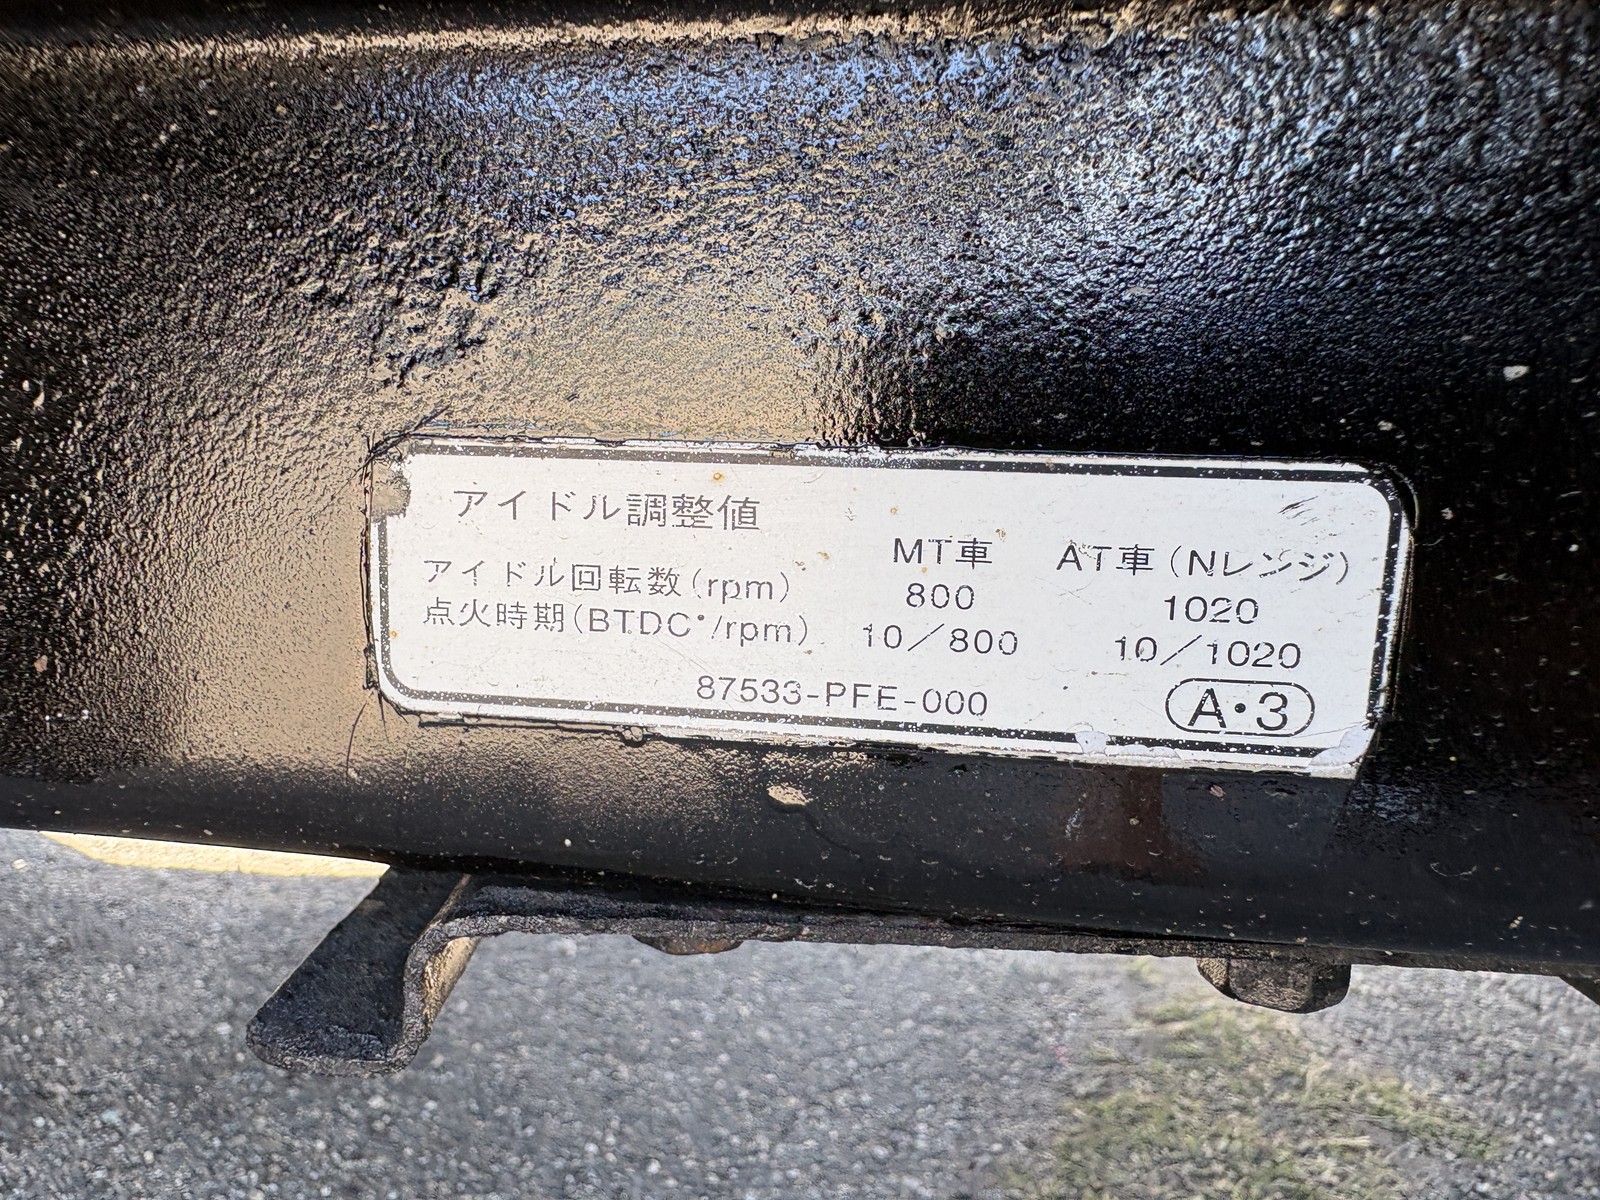 アイドル調整値
MT車 AT車(Nレンジ)
アイドル回転数(rpm) 800 1020
点火時期(BTDC°/rpm) 10/800 10/1020
87533-PFE-000 A・3